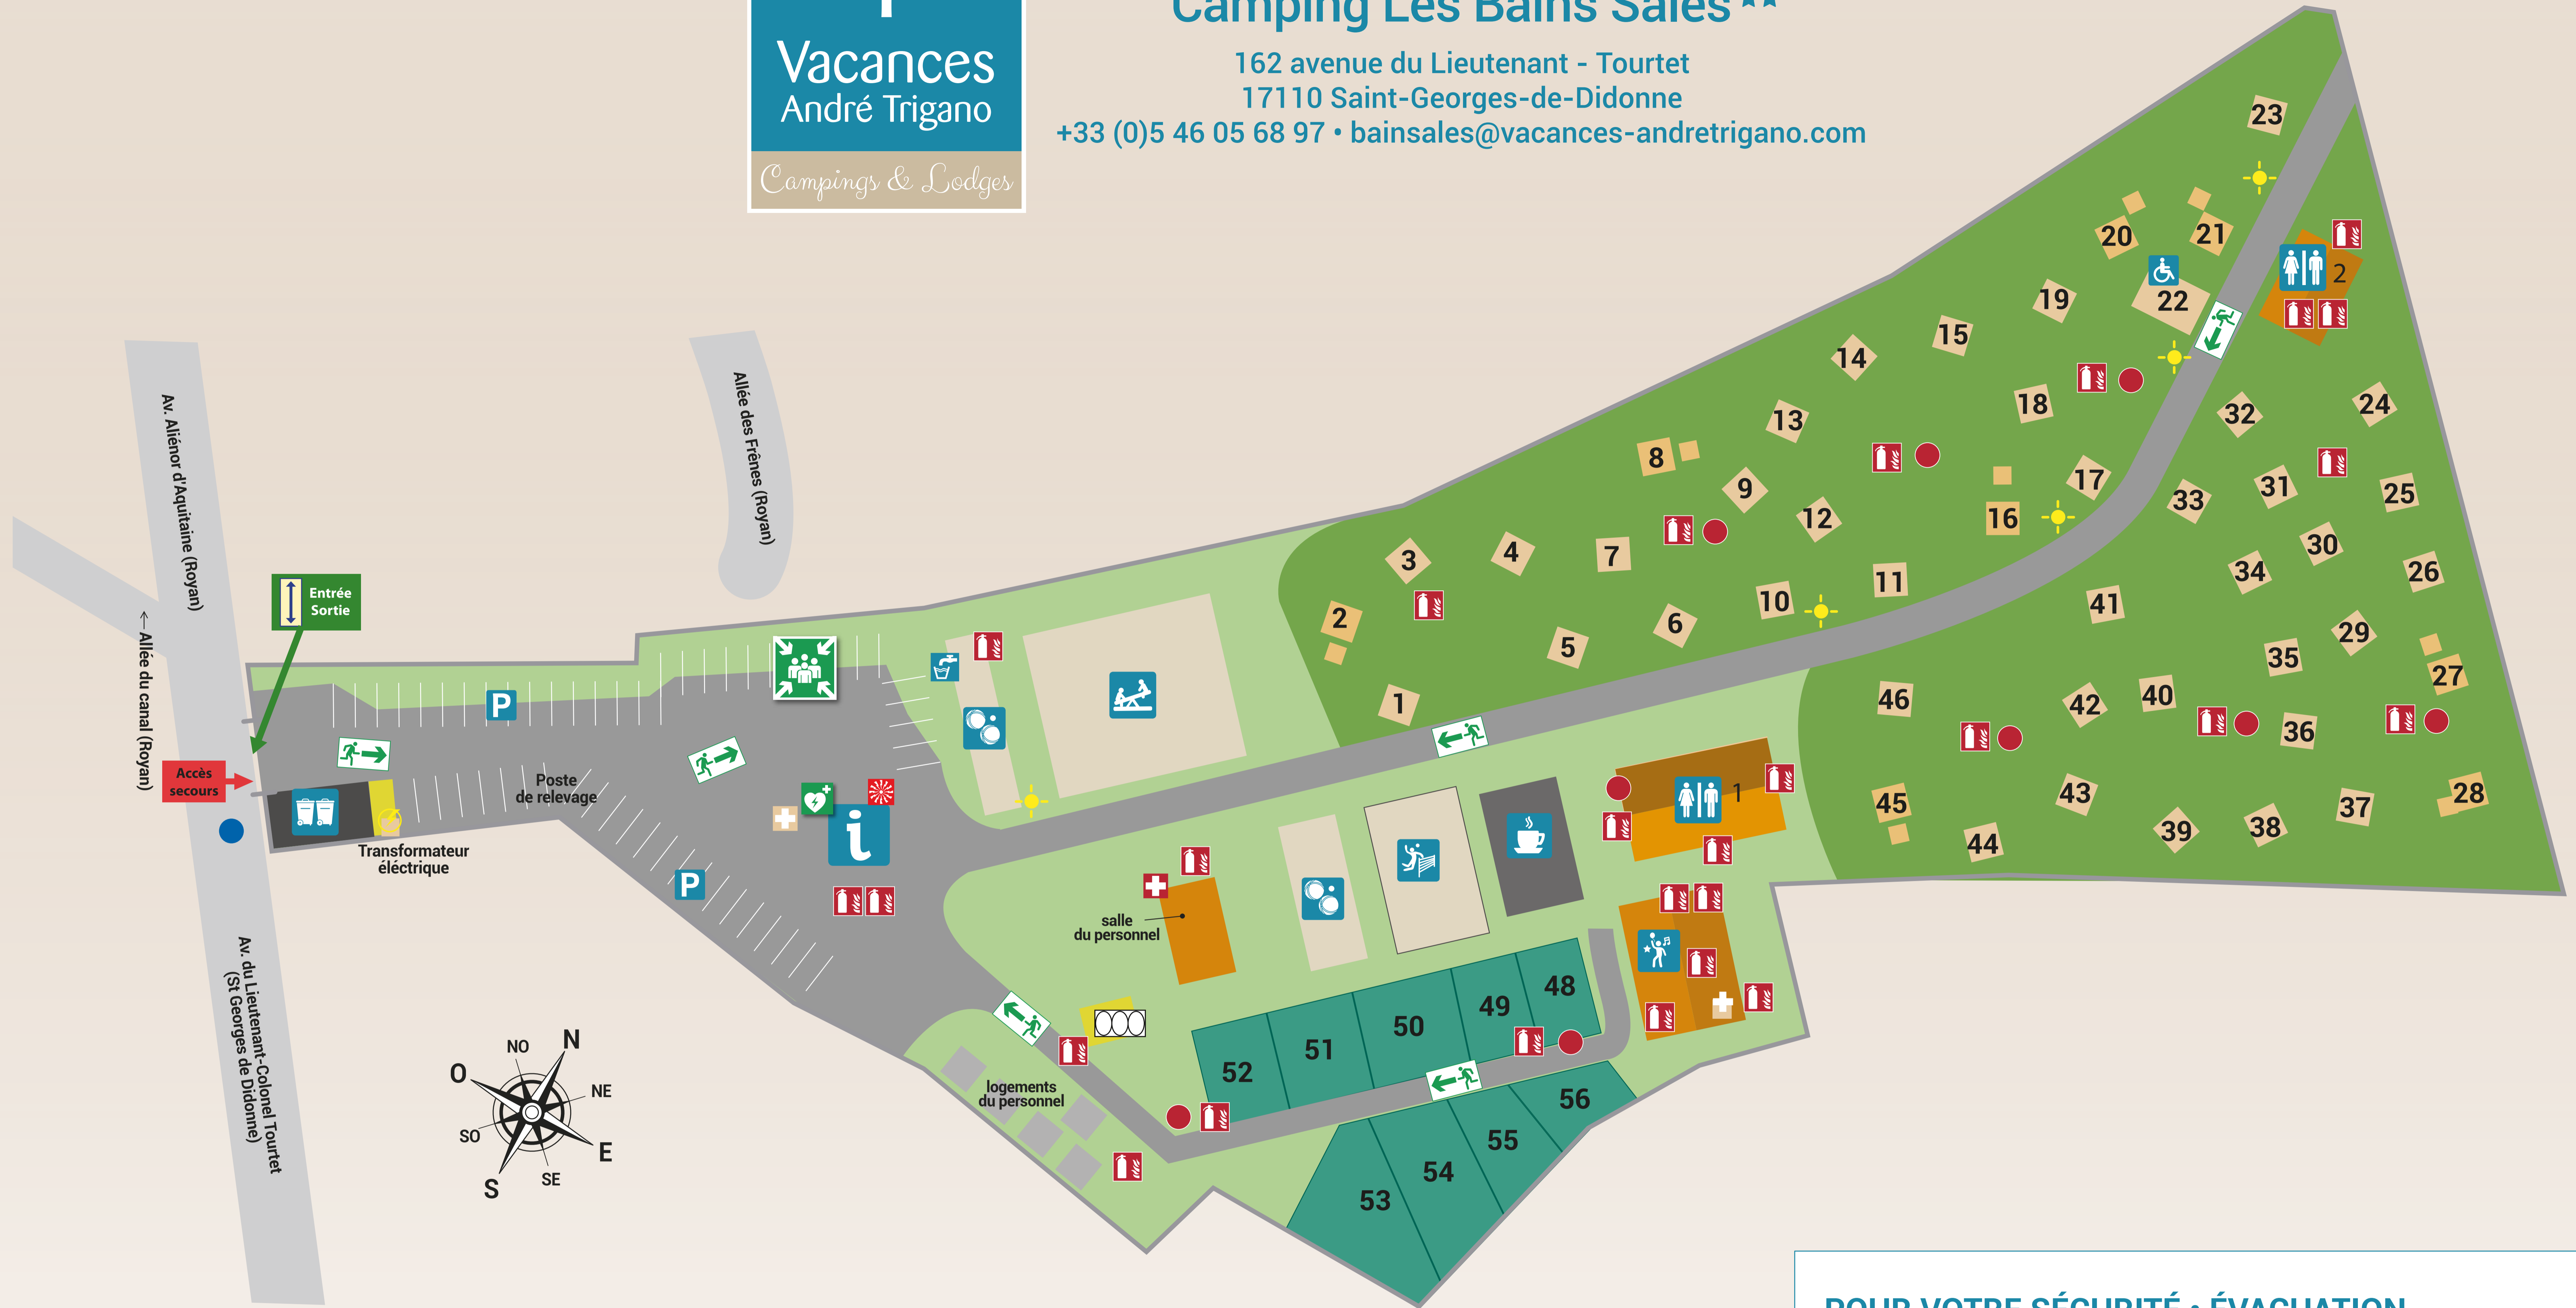 Camping Les Bains Salés**
Vacances
André Trigano
Campings & Lodges
162 avenue du Lieutenant - Tourtet
17110 Saint-Georges-de-Didonne
+33 (0)5 46 05 68 97 • bainsales@vacances-andretrigano.com
Av. Aliénor d'Aquitaine (Royan)
← Allée du canal (Royan)
Allée des Frênes (Royan)
Av. du Lieutenant-Colonel Tourtet
(St Georges de Didonne)
Entrée
Sortie
Accès
secours
P
Poste
de relevage
Transformateur
éléctrique
P
i
salle
du personnel
logements
du personnel
N
NO
O
NE
SO
E
SE
S
23
20
21
22
2
19
15
14
13
18
32
24
8
9
12
16
17
33
31
25
3
4
7
30
2
10
11
41
34
26
5
6
29
35
27
1
46
42
40
36
1
45
43
28
44
39
38
37
48
49
50
51
52
56
55
54
53
POUR VOTRE SÉCURITÉ • ÉVACUATION